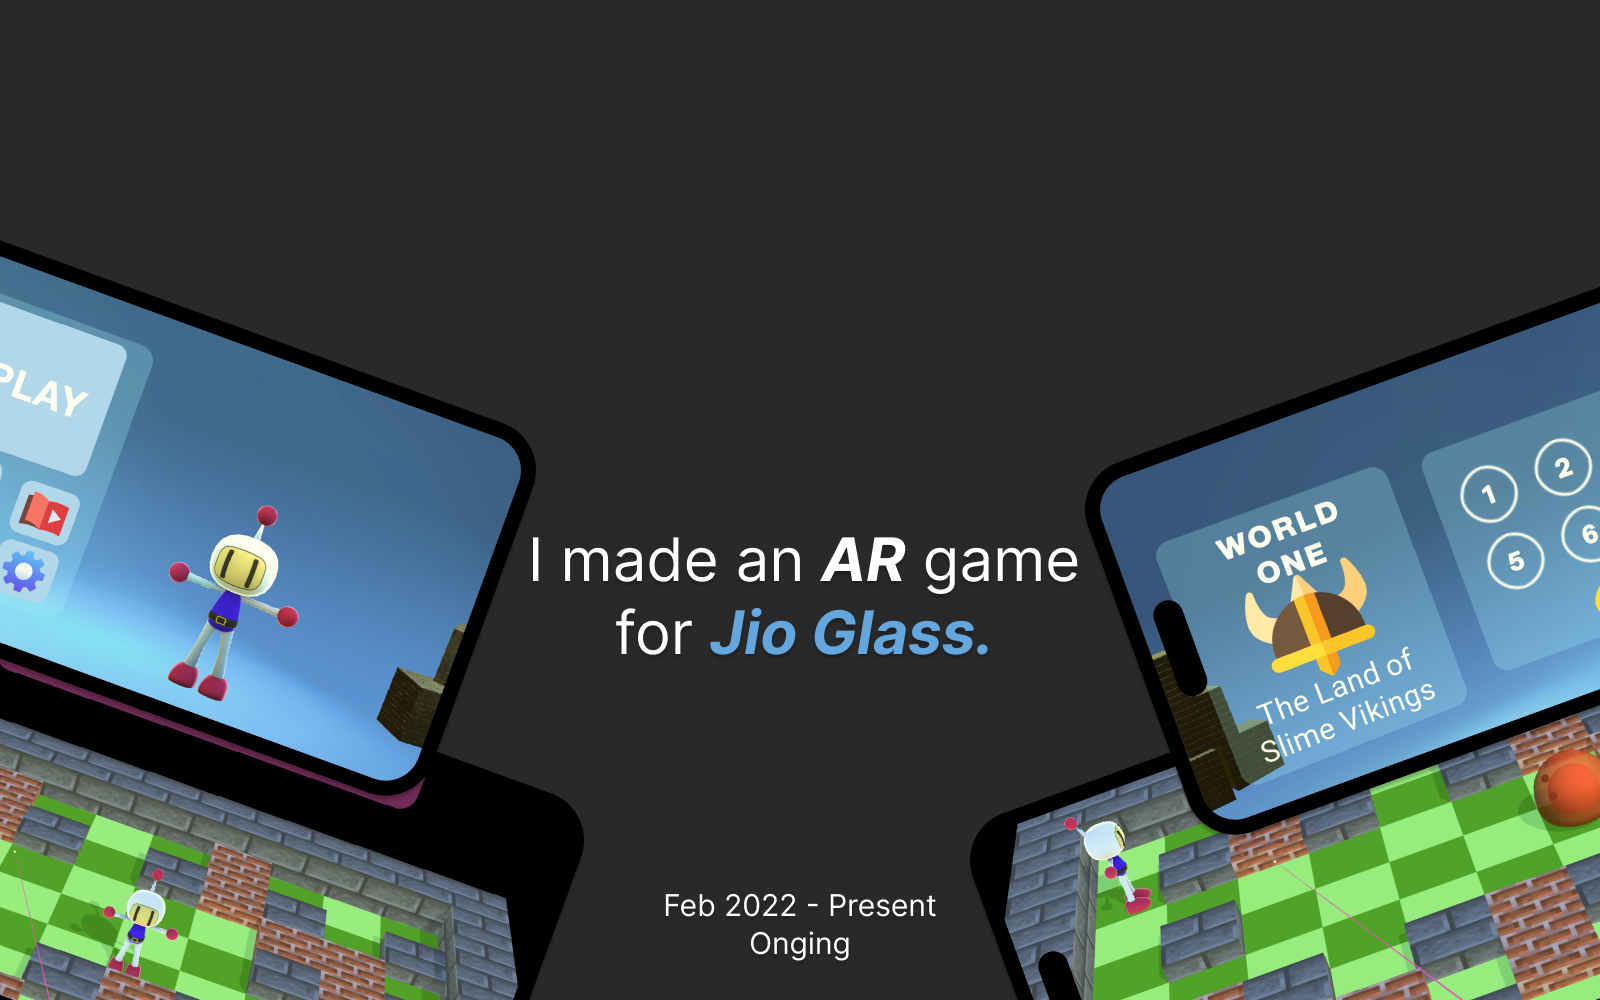 PLAY
I made an AR game
for Jio Glass.
WORLD
ONE
The Land of
Slime Vikings
1
2
5
6
Feb 2022 - Present
Onging